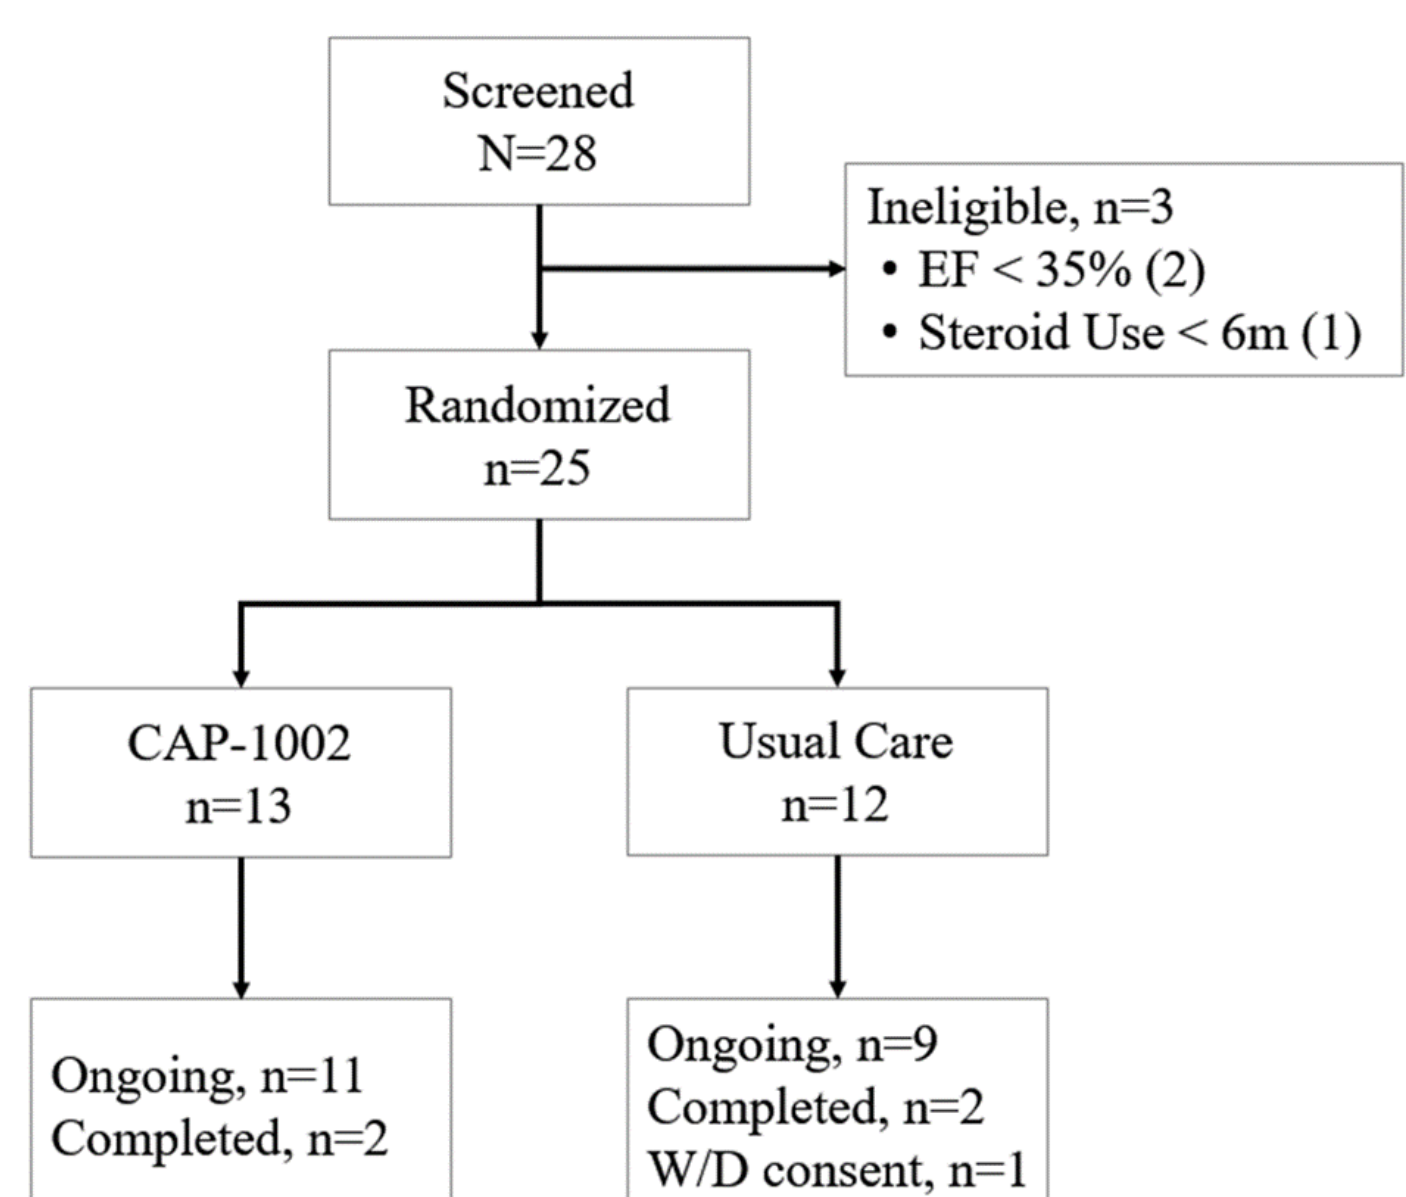 Screened
N=28
Ineligible, n=3
• EF < 35% (2)
• Steroid Use < 6m (1)
Randomized
n=25
CAP-1002
n=13
Usual Care
n=12
Ongoing, n=11
Completed, n=2
Ongoing, n=9
Completed, n=2
W/D consent, n=1